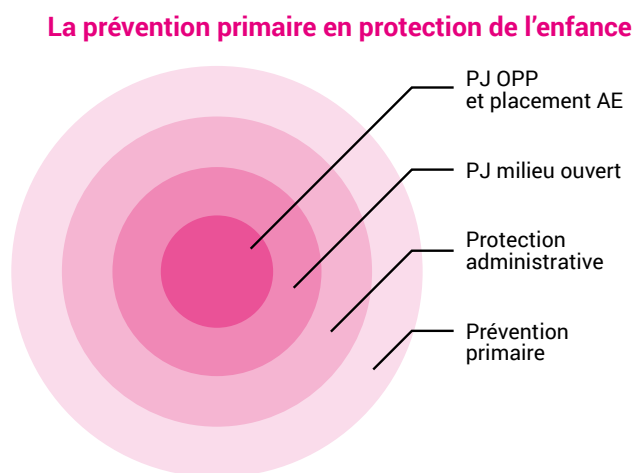 La prévention primaire en protection de l’enfance
PJ OPP
et placement AE
PJ milieu ouvert
Protection
administrative
Prévention
primaire